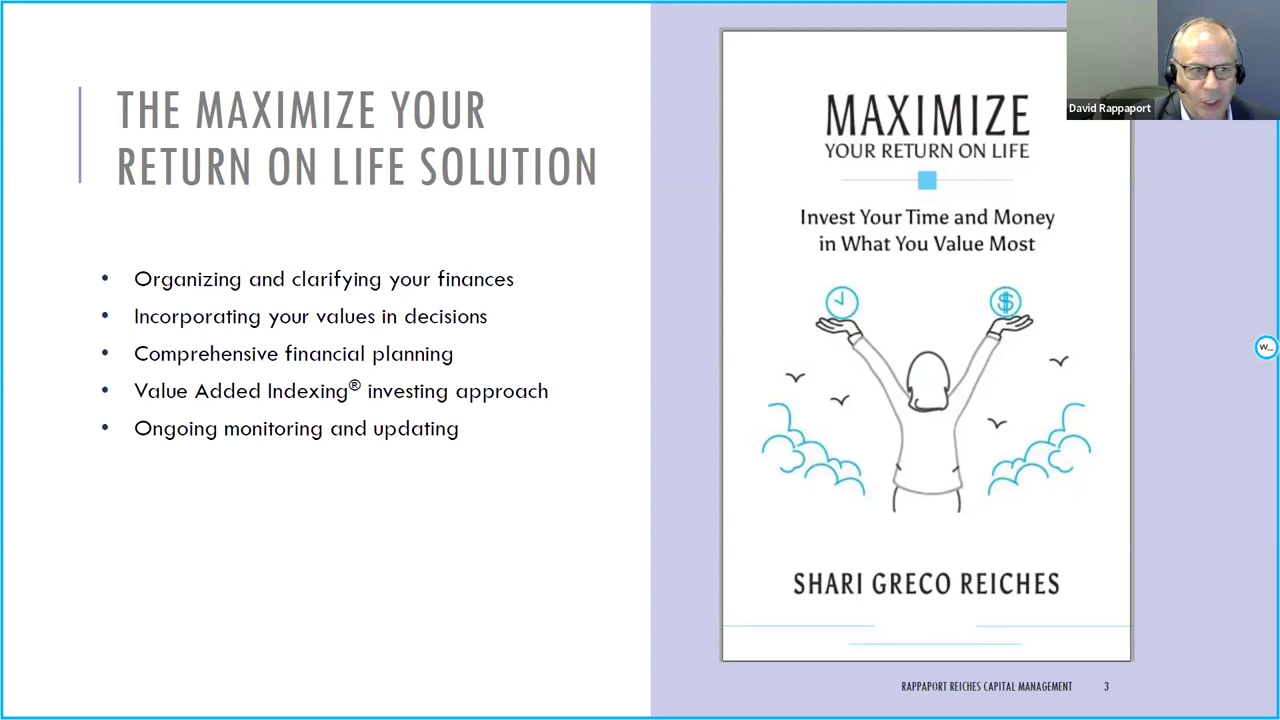 THE MAXIMIZE YOUR
RETURN ON LIFE SOLUTION
• Organizing and clarifying your finances
• Incorporating your values in decisions
• Comprehensive financial planning
• Value Added Indexing® investing approach
• Ongoing monitoring and updating
MAXIMIZE
YOUR RETURN ON LIFE
Invest Your Time and Money
in What You Value Most
$
SHARI GRECO REICHES
RAPPAPORT REICHES CAPITAL MANAGEMENT 3
David Rappaport
W_